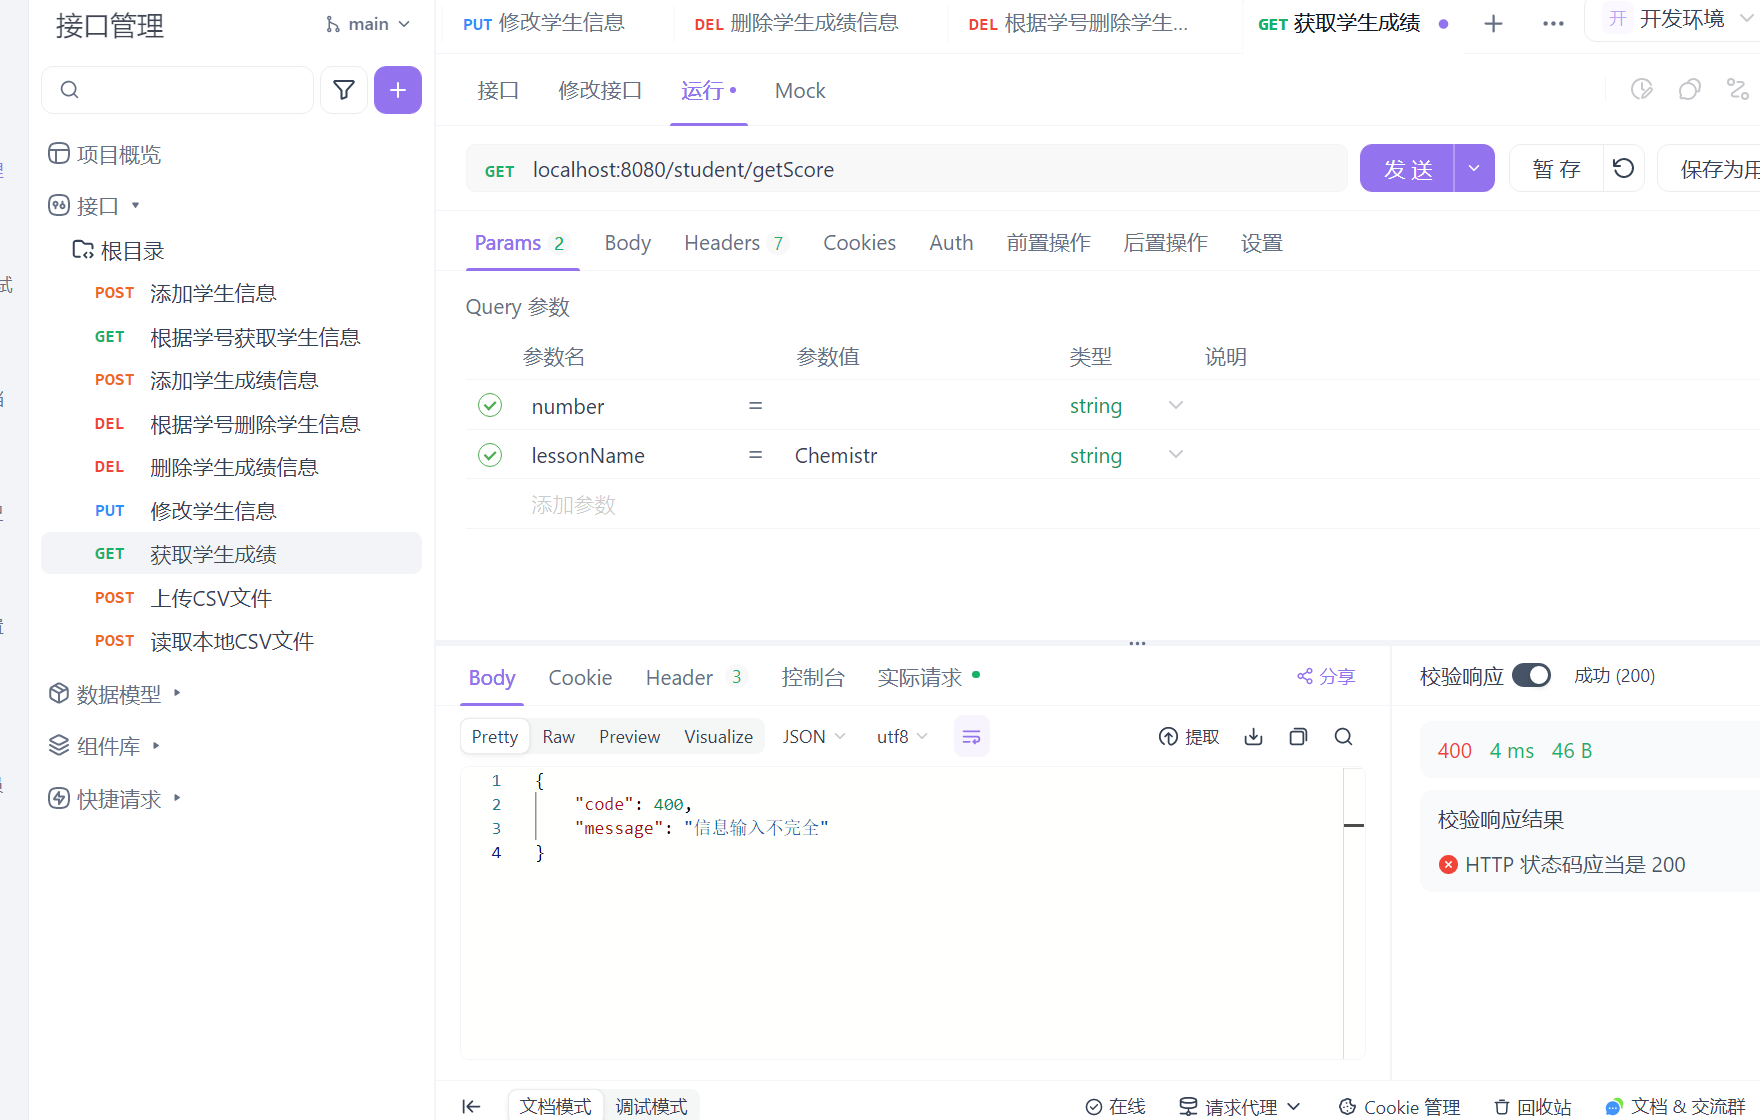 接口管理
main
PUT 修改学生信息
DEL 删除学生成绩信息
DEL 根据学号删除学生...
GET 获取学生成绩
开 开发环境
接口
修改接口
运行
Mock
项目概览
接口
根目录
POST 添加学生信息
GET 根据学号获取学生信息
POST 添加学生成绩信息
DEL 根据学号删除学生信息
DEL 删除学生成绩信息
PUT 修改学生信息
GET 获取学生成绩
POST 上传CSV文件
POST 读取本地CSV文件
数据模型
组件库
快捷请求
GET localhost:8080/student/getScore
发 送
暂 存
保存为用
Params 2
Body
Headers 7
Cookies
Auth
前置操作
后置操作
设置
Query 参数
参数名 参数值 类型 说明
number = string
lessonName = Chemistr string
添加参数
Body
Cookie
Header 3
控制台
实际请求
分享
校验响应
成功 (200)
Pretty Raw Preview Visualize JSON utf8
提取
1 {
2 "code": 400,
3 "message": "信息输入不完全"
4 }
400 4 ms 46 B
校验响应结果
HTTP 状态码应当是 200
文档模式 调试模式
在线
请求代理
Cookie 管理
回收站
文档 & 交流群